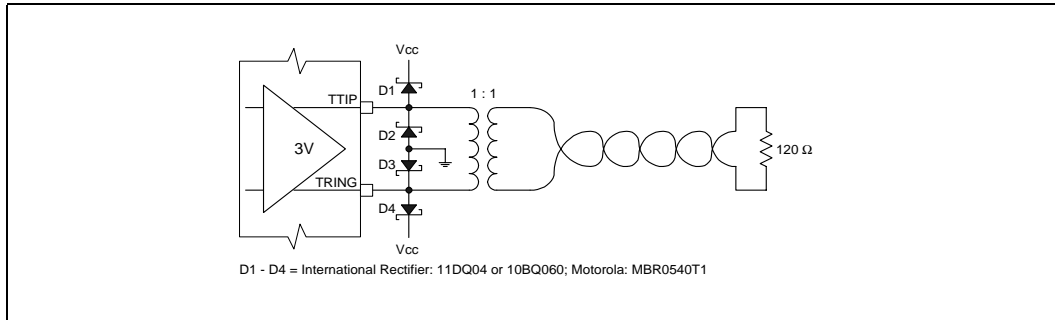 Vcc
D1
1 : 1
TTIP
D2
3V
120 Ω
D3
TRING
D4
Vcc
D1 - D4 = International Rectifier: 11DQ04 or 10BQ060; Motorola: MBR0540T1